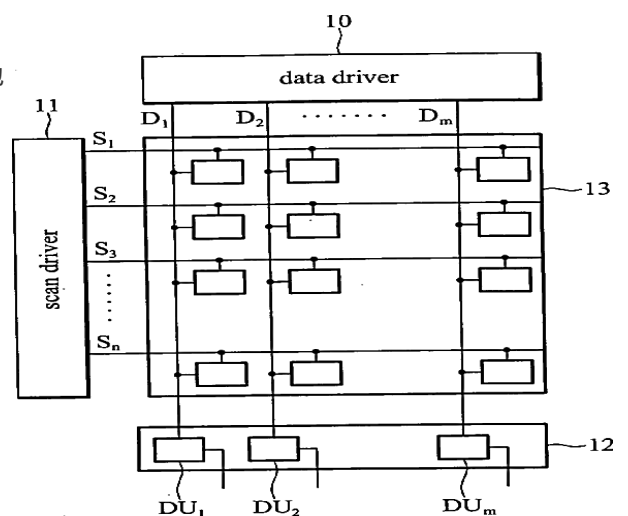 10
data driver
11
D₁ D₂ ........ Dₘ
S₁
S₂
13
S₃
scan driver
......
Sₙ
12
DU₁ DU₂ DUₘ